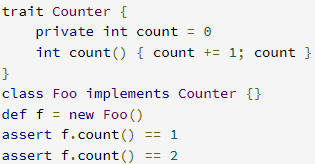 trait Counter {
    private int count = 0
    int count() { count += 1; count }
}
class Foo implements Counter {}
def f = new Foo()
assert f.count() == 1
assert f.count() == 2